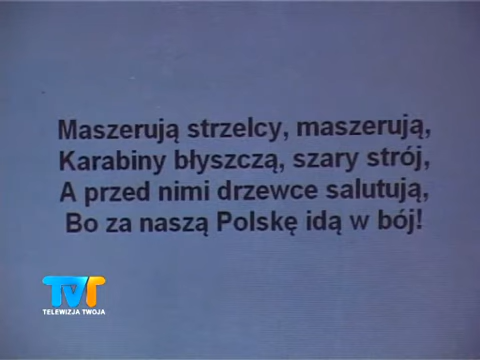 Maszerują strzelcy, maszerują,
Karabiny błyszczą, szary strój,
A przed nimi drzewce salutują,
Bo za naszą Polskę idą w bój!
TVT
TELEWIZJA TWOJA